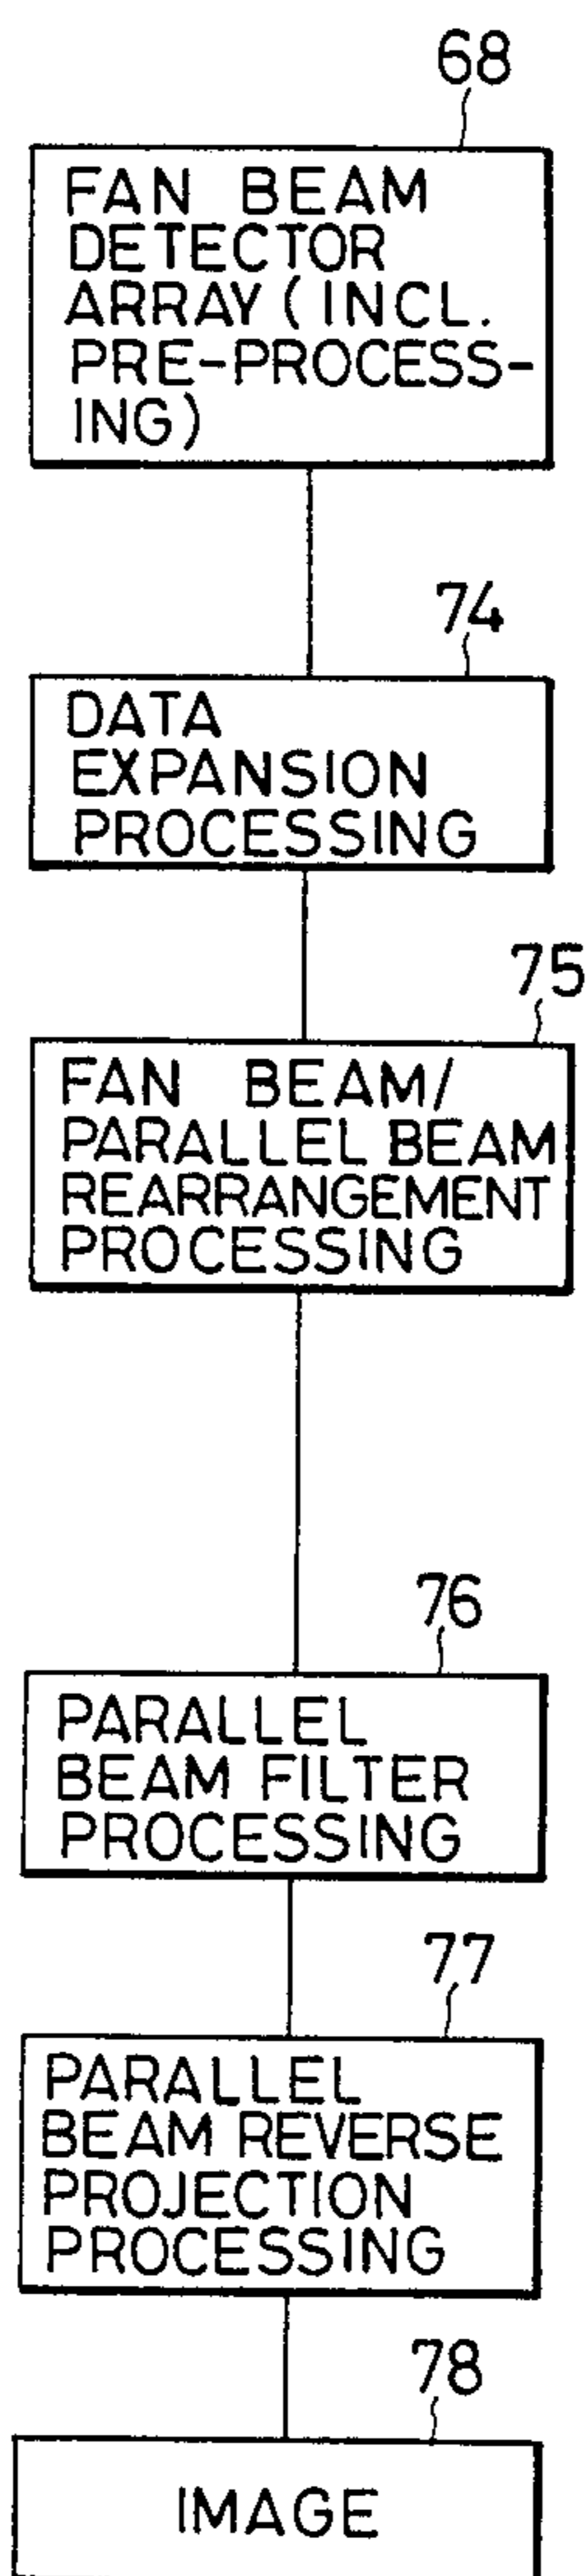 68
FAN BEAM
DETECTOR
ARRAY (INCL.
PRE-PROCESS-
ING)
74
DATA
EXPANSION
PROCESSING
75
FAN BEAM/
PARALLEL BEAM
REARRANGEMENT
PROCESSING
76
PARALLEL
BEAM FILTER
PROCESSING
77
PARALLEL
BEAM REVERSE
PROJECTION
PROCESSING
78
IMAGE